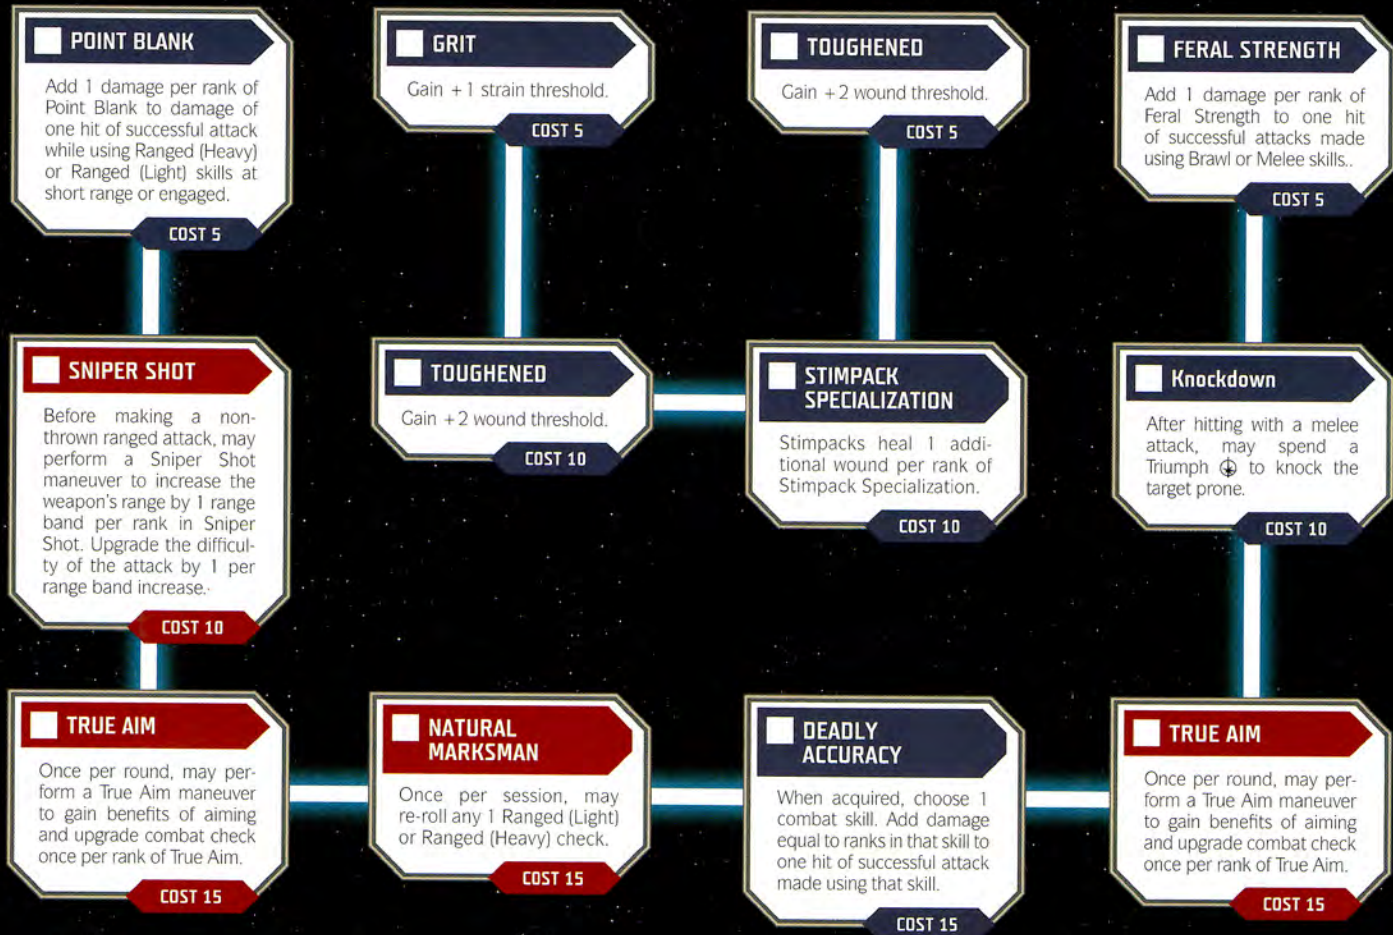 POINT BLANK
Add 1 damage per rank of
Point Blank to damage of
one hit of successful attack
while using Ranged (Heavy)
or Ranged (Light) skills at
short range or engaged.
COST 5
GRIT
Gain +1 strain threshold.
COST 5
TOUGHENED
Gain +2 wound threshold.
COST 5
FERAL STRENGTH
Add 1 damage per rank of
Feral Strength to one hit
of successful attacks made
using Brawl or Melee skills..
COST 5
SNIPER SHOT
Before making a non-
thrown ranged attack, may
perform a Sniper Shot
maneuver to increase the
weapon's range by 1 range
band per rank in Sniper
Shot. Upgrade the difficul-
ty of the attack by 1 per
range band increase.
COST 10
TOUGHENED
Gain +2 wound threshold.
COST 10
STIMPACK
SPECIALIZATION
Stimpacks heal 1 addi-
tional wound per rank of
Stimpack Specialization.
COST 10
Knockdown
After hitting with a melee
attack, may spend a
Triumph to knock the
target prone.
COST 10
TRUE AIM
Once per round, may per-
form a True Aim maneuver
to gain benefits of aiming
and upgrade combat check
once per rank of True Aim.
COST 15
NATURAL
MARKSMAN
Once per session, may
re-roll any 1 Ranged (Light)
or Ranged (Heavy) check.
COST 15
DEADLY
ACCURACY
When acquired, choose 1
combat skill. Add damage
equal to ranks in that skill to
one hit of successful attack
made using that skill.
COST 15
TRUE AIM
Once per round, may per-
form a True Aim maneuver
to gain benefits of aiming
and upgrade combat check
once per rank of True Aim.
COST 15